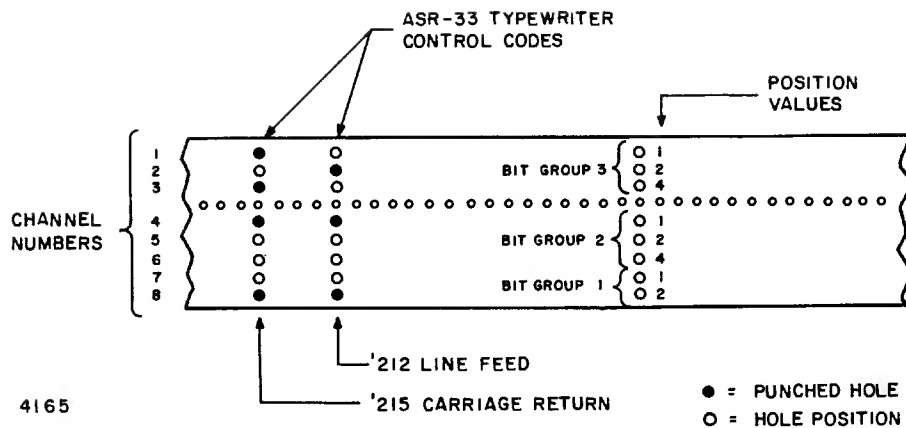 ASR-33 TYPEWRITER
CONTROL CODES
POSITION
VALUES
CHANNEL
NUMBERS
1
2
3
4
5
6
7
8
BIT GROUP 3
1
2
4
BIT GROUP 2
1
2
4
BIT GROUP 1
1
2
'212 LINE FEED
'215 CARRIAGE RETURN
4165
● = PUNCHED HOLE
○ = HOLE POSITION